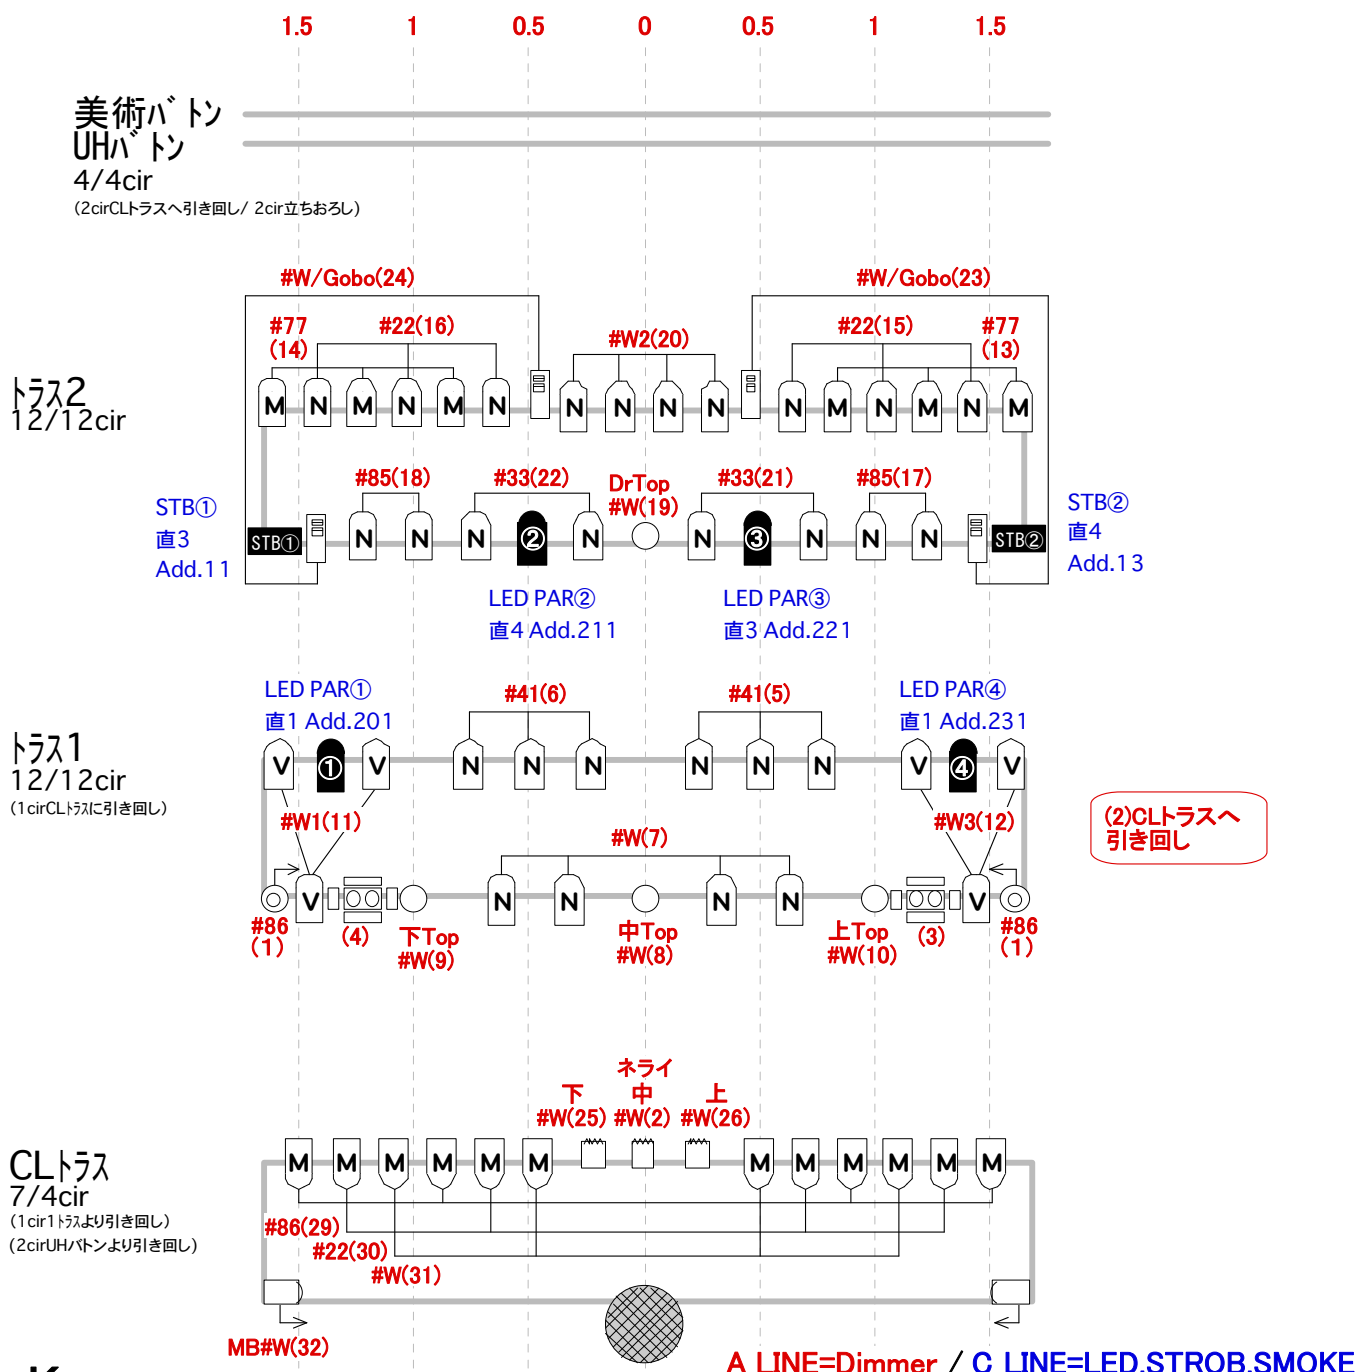 1.5 1 0.5 0 0.5 1 1.5
美術バトン
UHバトン
4/4cir
(2cirCLトラスへ引き回し/ 2cir立ちおろし)
#W/Gobo(24) #W/Gobo(23)
#77 #22(16) #W2(20) #22(15) #77
(14) (13)
トラス2
12/12cir
M N M N M N N N N N N M N M N M
#85(18) #33(22) DrTop #33(21) #85(17)
#W(19)
STB①
直3
Add.11
STB① N N N ② N N ③ N N N STB②
STB②
直4
Add.13
LED PAR② LED PAR③
直4 Add.211 直3 Add.221
LED PAR① #41(6) #41(5) LED PAR④
直1 Add.201 直1 Add.231
トラス1
12/12cir
(1cirCLトラスに引き回し)
V ① V N N N N N N V ④ V
#W1(11) #W(7) #W3(12)
(2)CLトラスへ
引き回し
V N N N N V
#86 (4) 下Top 中Top 上Top (3) #86
(1) #W(9) #W(8) #W(10) (1)
ネライ
下 中 上
#W(25) #W(2) #W(26)
CLトラス
7/4cir
(1cir1トラスより引き回し)
(2cirUHバトンより引き回し)
M M M M M M M M M M M M
#86(29)
#22(30)
#W(31)
MB#W(32)
A LINE=Dimmer / C LINE=LED,STROB,SMOKE